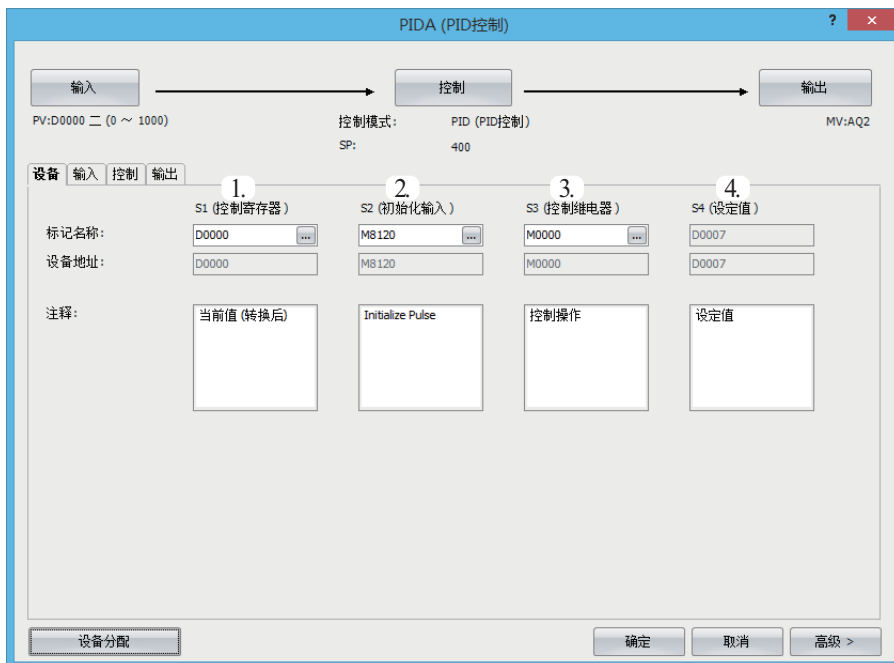 PIDA (PID控制)
?
×
输入
控制
输出
PV:D0000 二 (0 ～ 1000)
控制模式: PID (PID控制)
MV:AQ2
SP: 400
设备 输入 控制 输出
1. 2. 3. 4.
S1 (控制寄存器) S2 (初始化输入) S3 (控制继电器) S4 (设定值)
标记名称: D0000 ... M8120 ... M0000 ... D0007
设备地址: D0000 M8120 M0000 D0007
注释: 当前值 (转换后) Initialize Pulse 控制操作 设定值
设备分配 确定 取消 高级 >